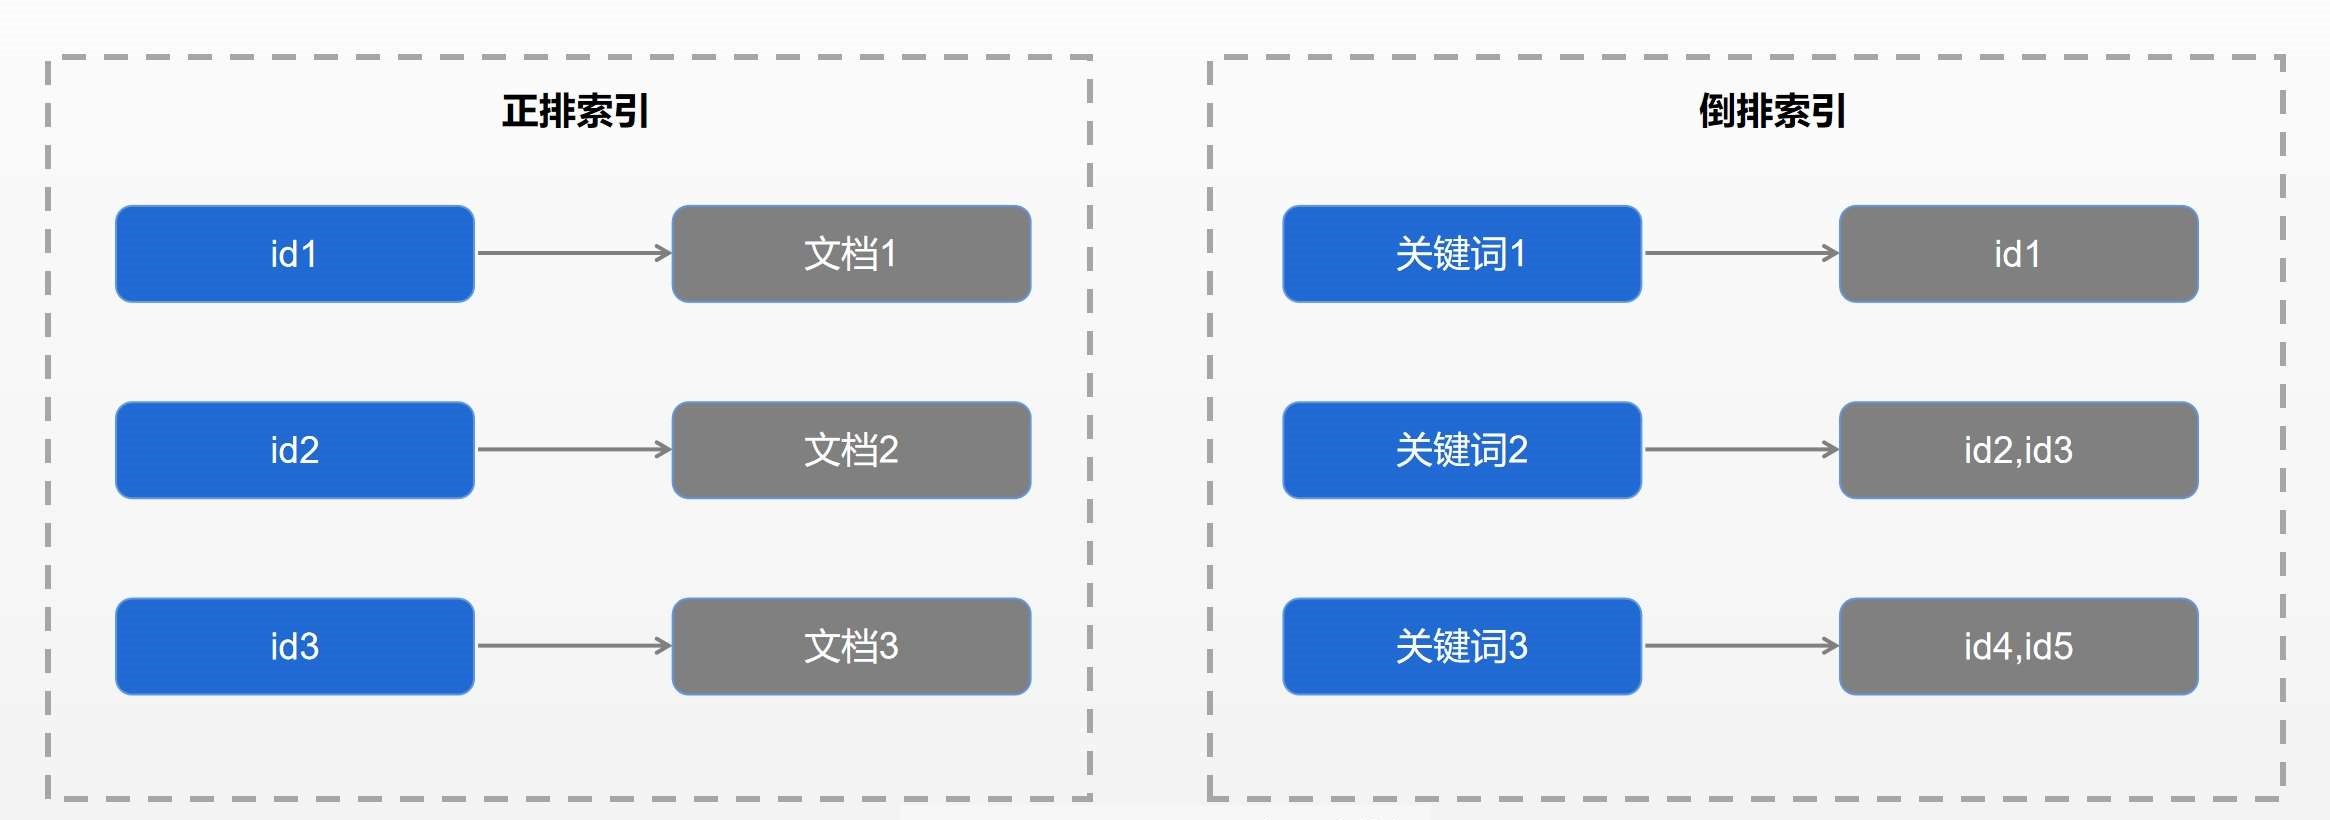 正排索引
id1
文档1
id2
文档2
id3
文档3
倒排索引
关键词1
id1
关键词2
id2,id3
关键词3
id4,id5